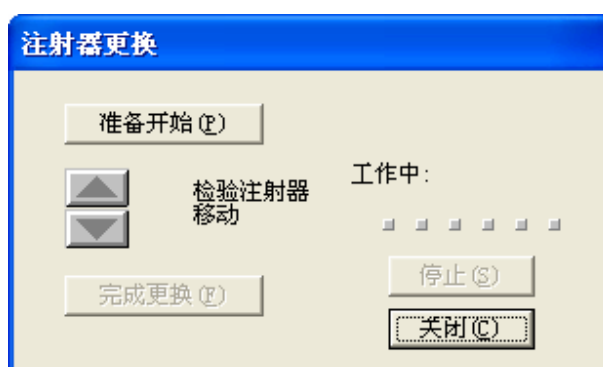 注射器更换
准备开始(P)
检验注射器
移动
工作中:
完成更换(F)
停止(S)
关闭(C)